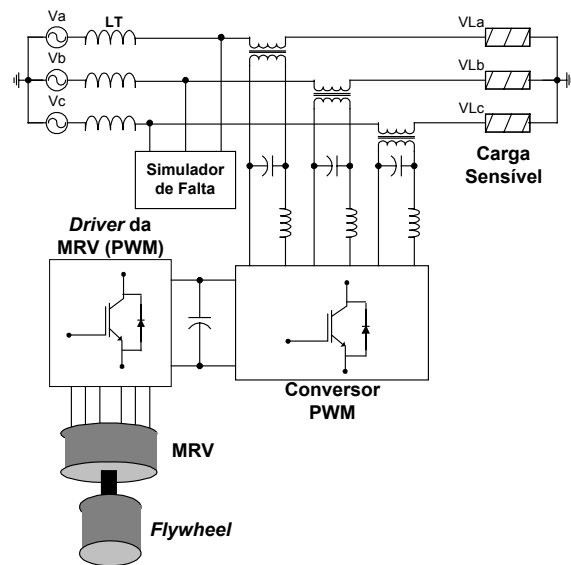 Va
LT
VLa
Vb
VLb
Vc
VLc
Simulador
de Falta
Carga
Sensível
Driver da
MRV (PWM)
Conversor
PWM
MRV
Flywheel